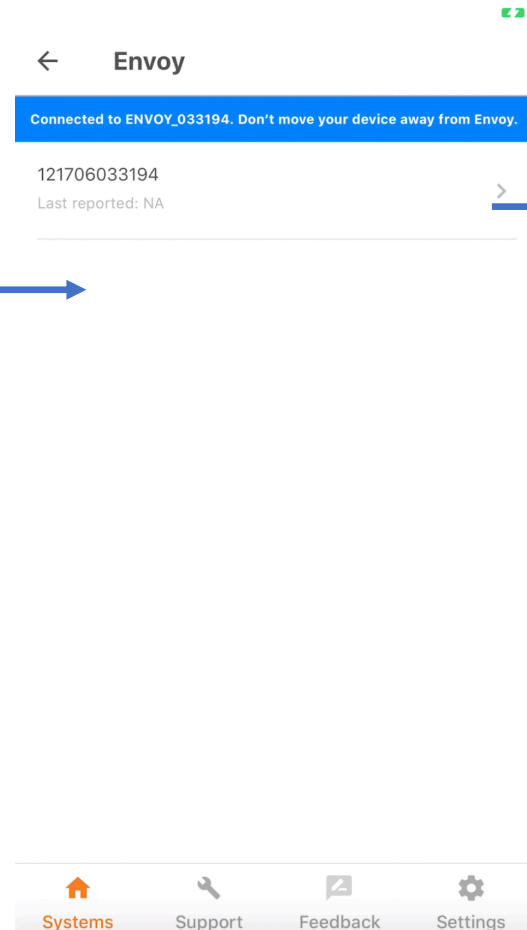 Envoy
Connected to ENVOY_033194. Don't move your device away from Envoy.
121706033194
Last reported: NA
Systems Support Feedback Settings